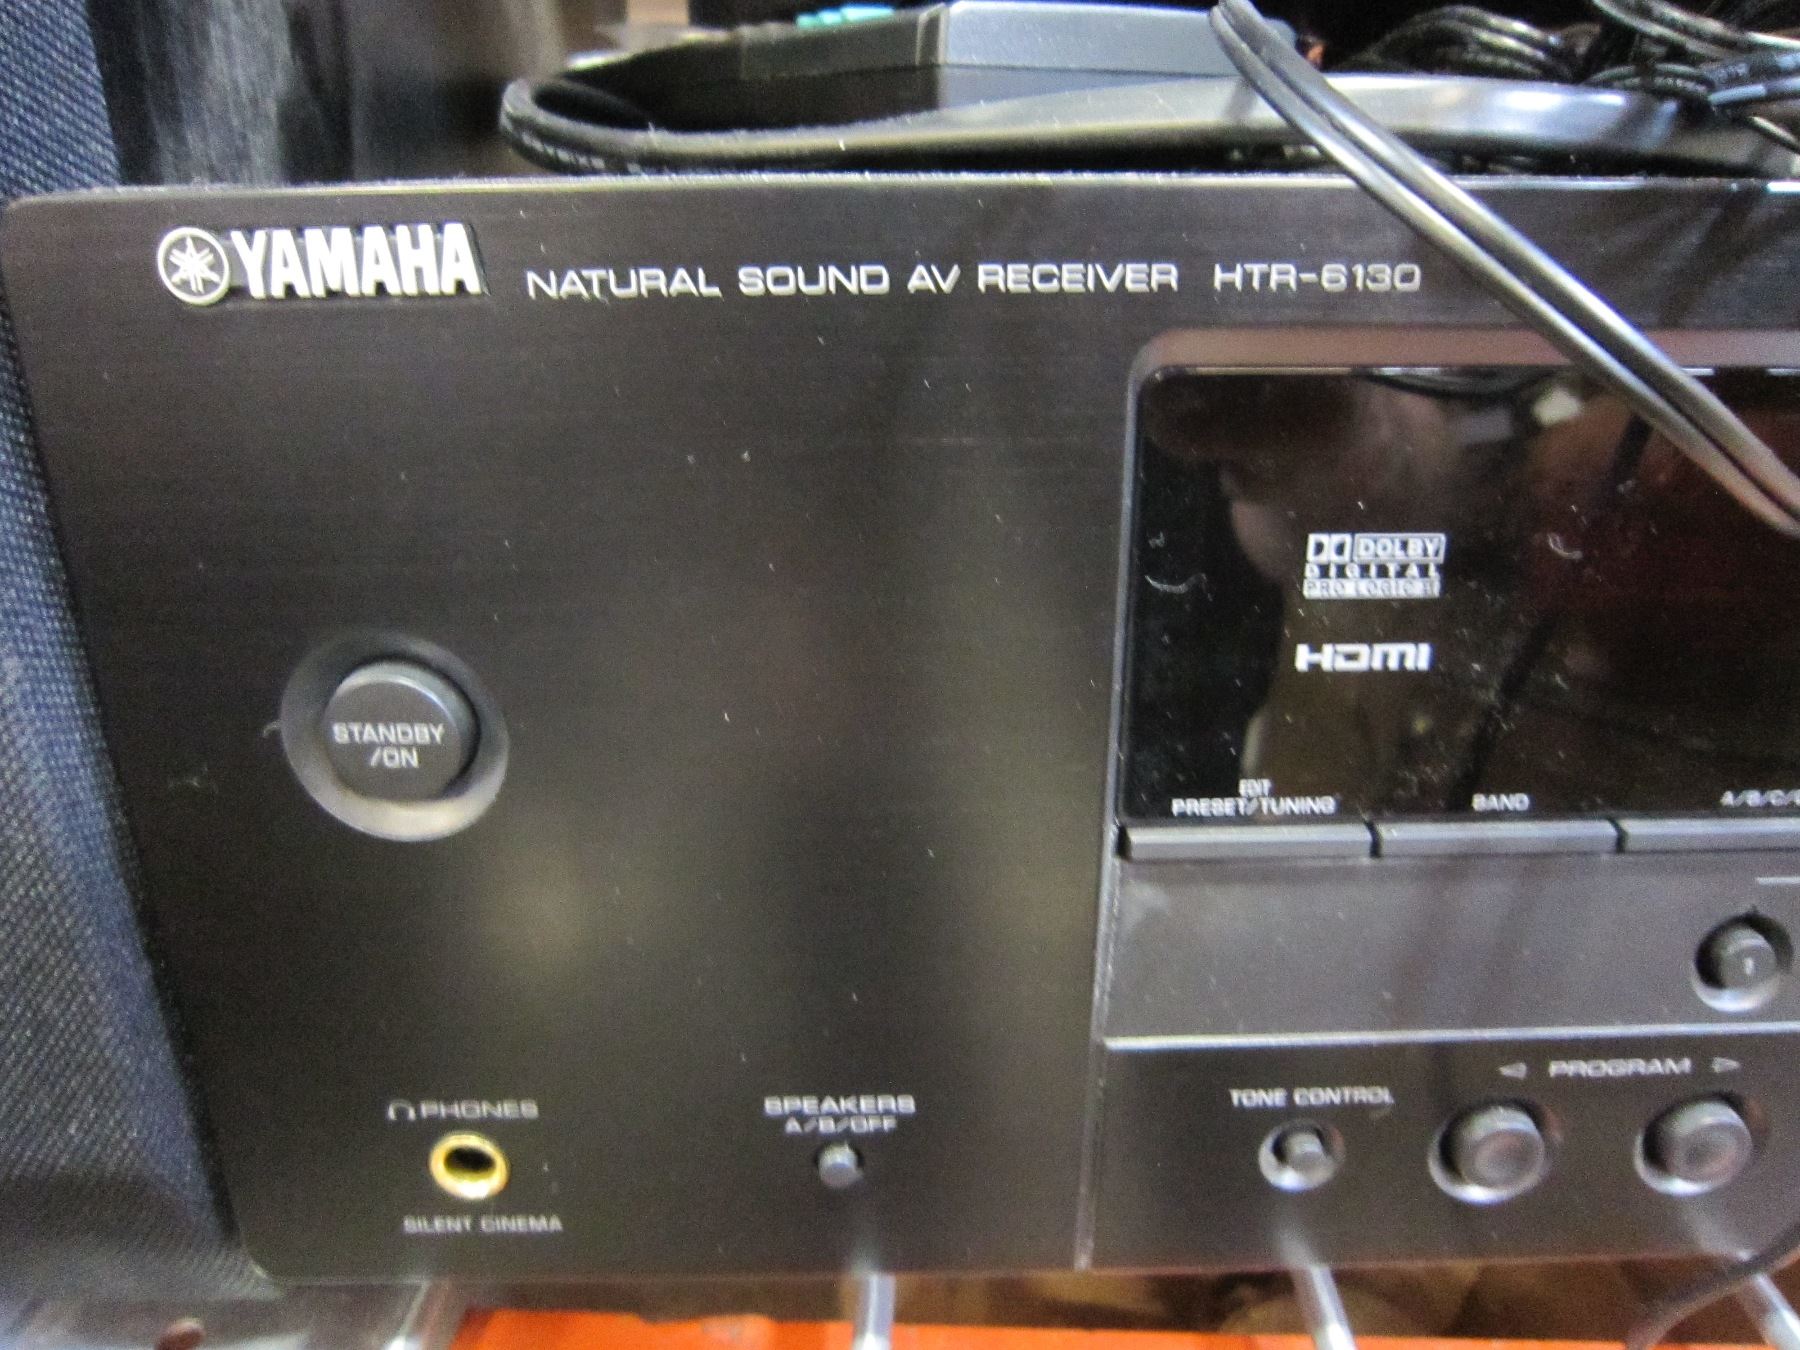 YAMAHA NATURAL SOUND AV RECEIVER HTR-6130
DOLBY
DIGITAL
PRO LOGIC II
HDMI
STANDBY
/ON
EDIT
PRESET/TUNING
BAND
A/B/C/
1
PHONES
SILENT CINEMA
SPEAKERS
A/B/OFF
TONE CONTROL
PROGRAM